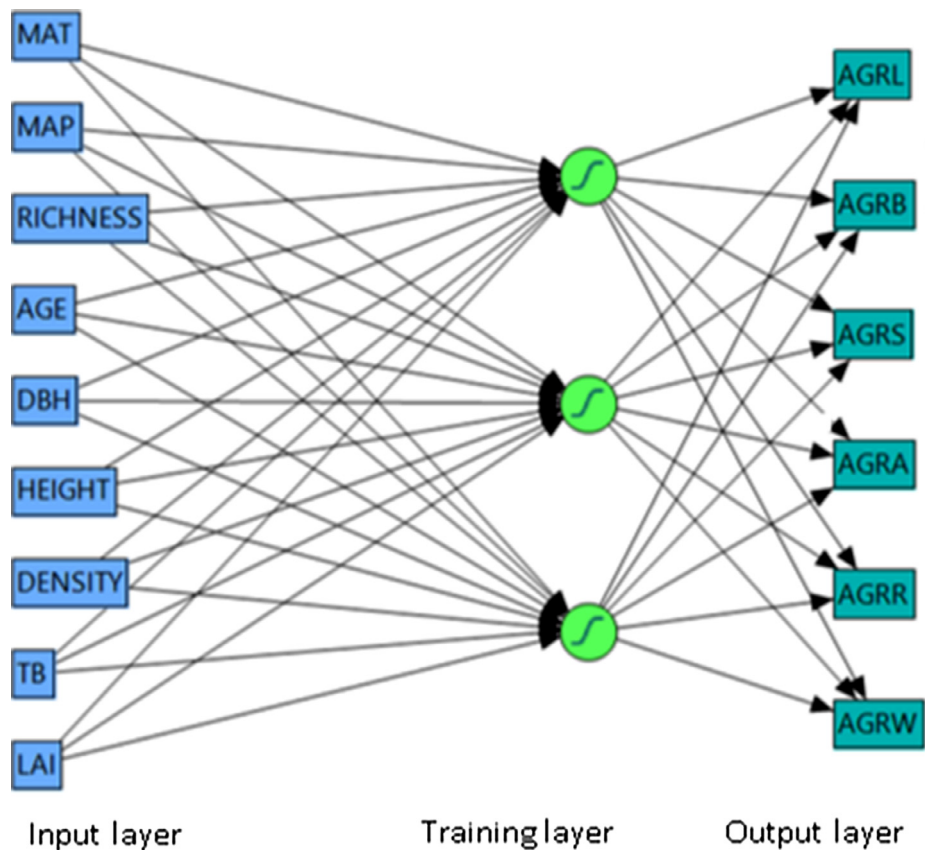 MAT
MAP
RICHNESS
AGE
DBH
HEIGHT
DENSITY
TB
LAI
AGRL
AGRB
AGRS
AGRA
AGRR
AGRW
Input layer
Training layer
Output layer